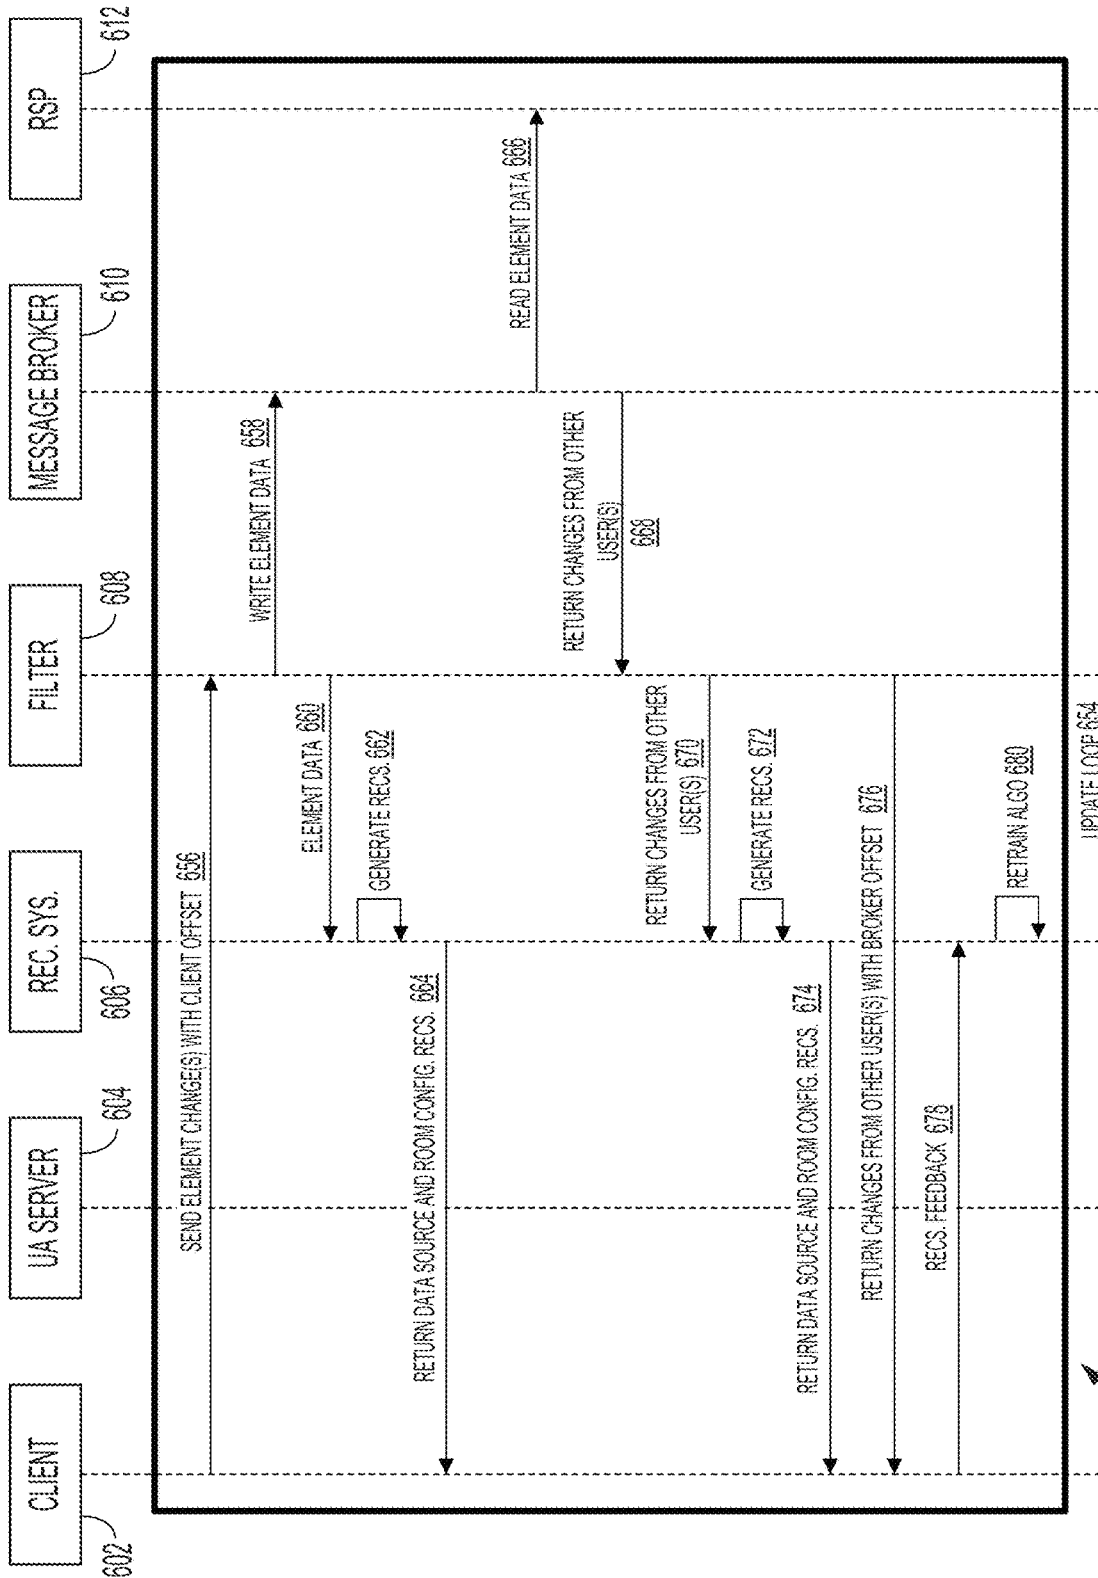 CLIENT
602
UA SERVER
604
REC. SYS.
606
FILTER
608
MESSAGE BROKER
610
RSP
612
SEND ELEMENT CHANGE(S) WITH CLIENT OFFSET 656
WRITE ELEMENT DATA 658
ELEMENT DATA 660
GENERATE RECS. 662
RETURN DATA SOURCE AND ROOM CONFIG. RECS. 664
READ ELEMENT DATA 666
RETURN CHANGES FROM OTHER
USER(S)
668
RETURN CHANGES FROM OTHER
USER(S) 670
GENERATE RECS. 672
RETURN DATA SOURCE AND ROOM CONFIG. RECS. 674
RETURN CHANGES FROM OTHER USER(S) WITH BROKER OFFSET 676
RECS. FEEDBACK 678
RETRAIN ALGO 680
UPDATE LOOP 654